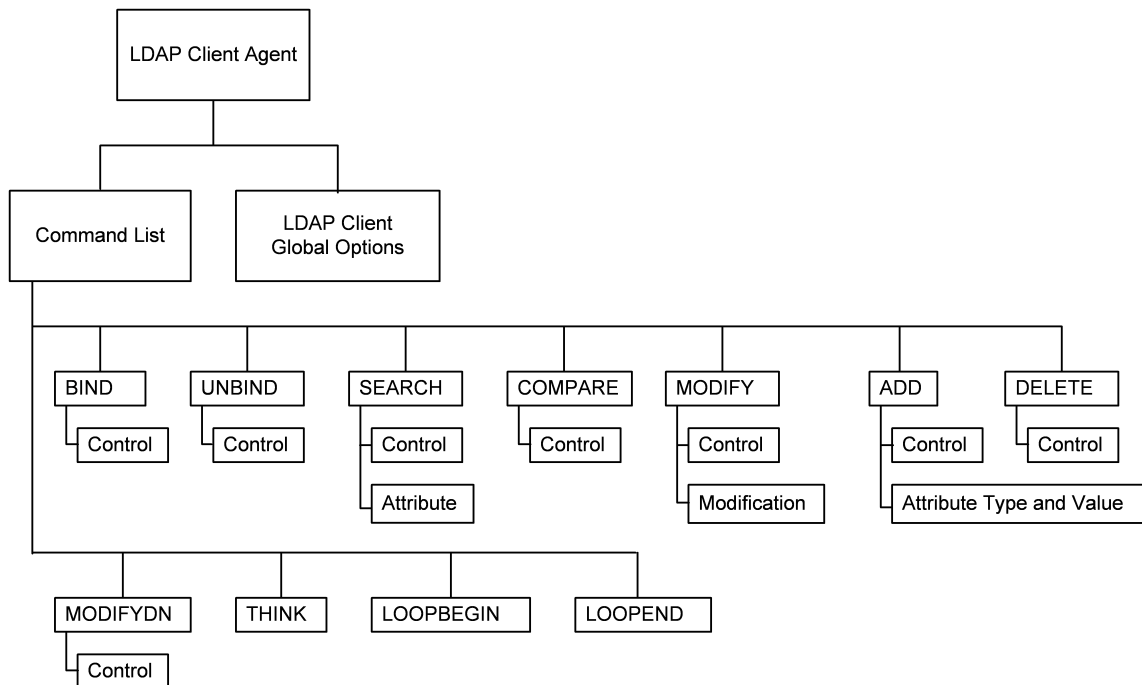 LDAP Client Agent
Command List
LDAP Client
Global Options
BIND
UNBIND
SEARCH
COMPARE
MODIFY
ADD
DELETE
Control
Control
Control
Control
Control
Control
Control
Attribute
Modification
Attribute Type and Value
MODIFYDN
THINK
LOOPBEGIN
LOOPEND
Control